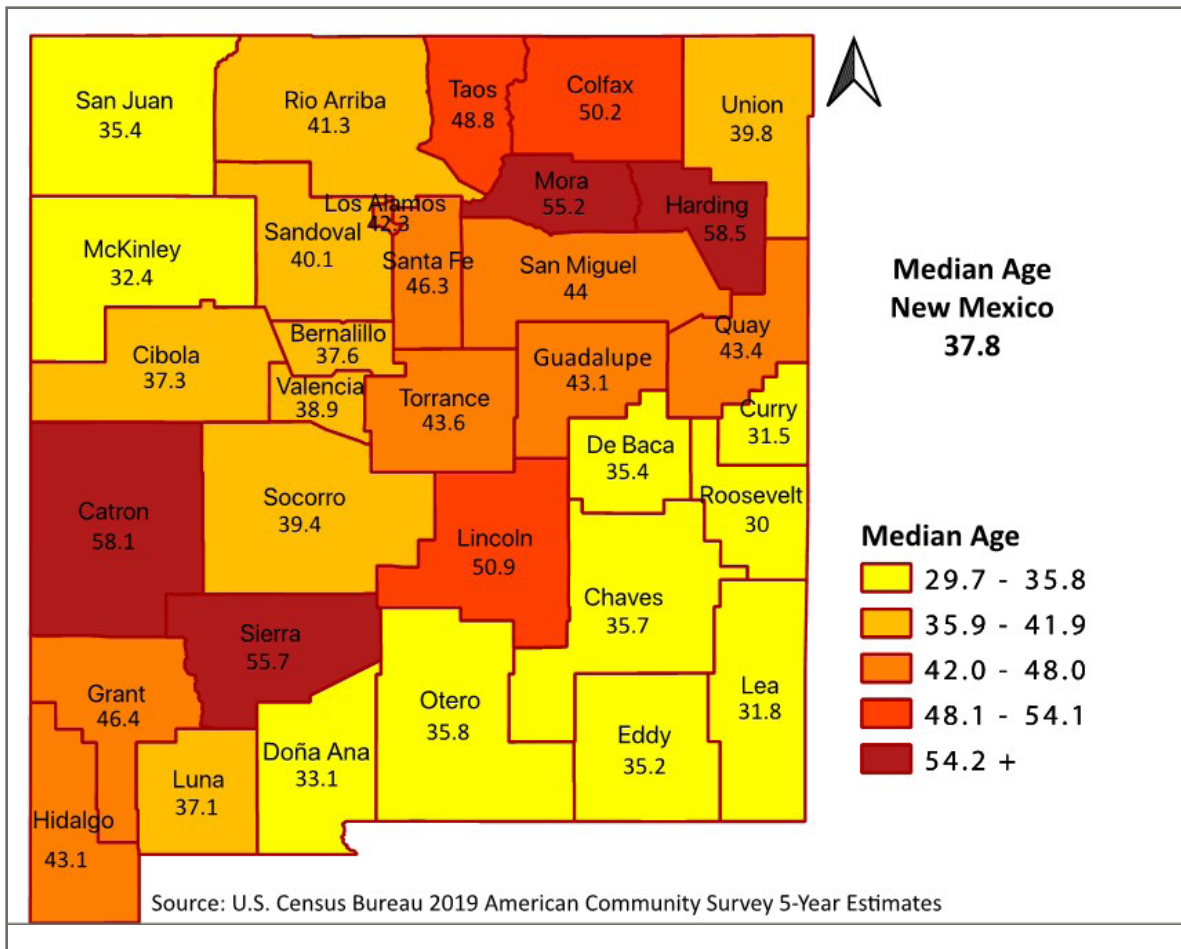 San Juan
35.4
Rio Arriba
41.3
Taos
48.8
Colfax
50.2
Union
39.8
Mora
55.2
Harding
58.5
Los Alamos
42.3
McKinley
32.4
Sandoval
40.1
Santa Fe
46.3
San Miguel
44
Quay
43.4
Bernalillo
37.6
Cibola
37.3
Guadalupe
43.1
Valencia
38.9
Torrance
43.6
Curry
31.5
De Baca
35.4
Roosevelt
30
Catron
58.1
Socorro
39.4
Lincoln
50.9
Chaves
35.7
Sierra
55.7
Grant
46.4
Otero
35.8
Lea
31.8
Eddy
35.2
Doña Ana
33.1
Luna
37.1
Hidalgo
43.1
Median Age
New Mexico
37.8
Median Age
29.7 - 35.8
35.9 - 41.9
42.0 - 48.0
48.1 - 54.1
54.2 +
Source: U.S. Census Bureau 2019 American Community Survey 5-Year Estimates